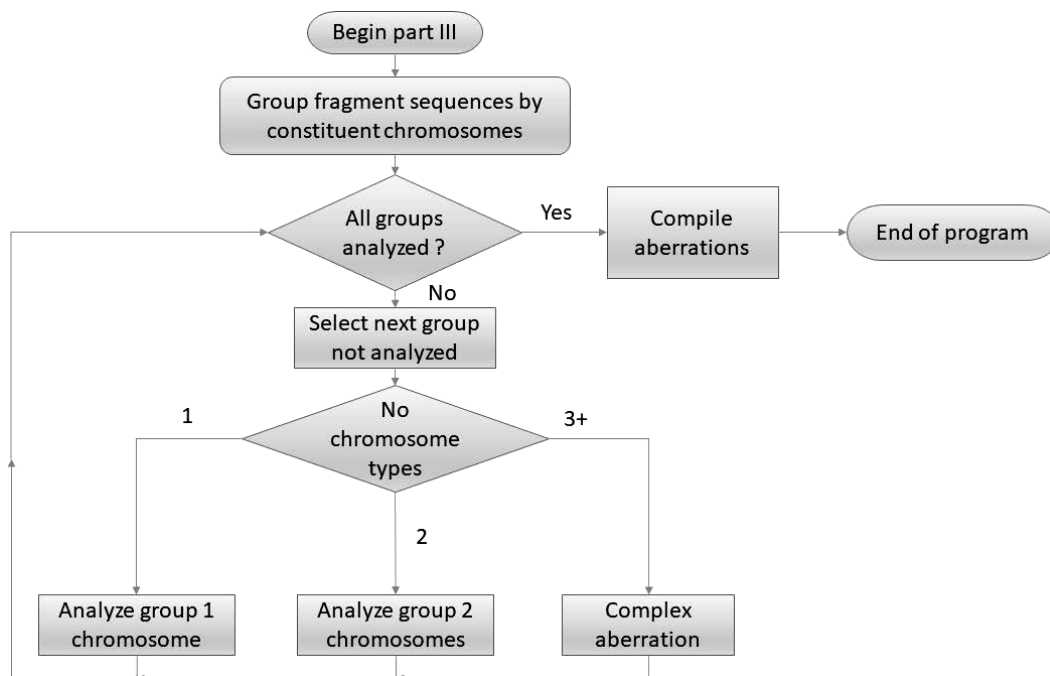 Begin part III
Group fragment sequences by
constituent chromosomes
All groups
analyzed ?
Yes
Compile
aberrations
End of program
No
Select next group
not analyzed
No
chromosome
types
1
3+
2
Analyze group 1
chromosome
Analyze group 2
chromosomes
Complex
aberration